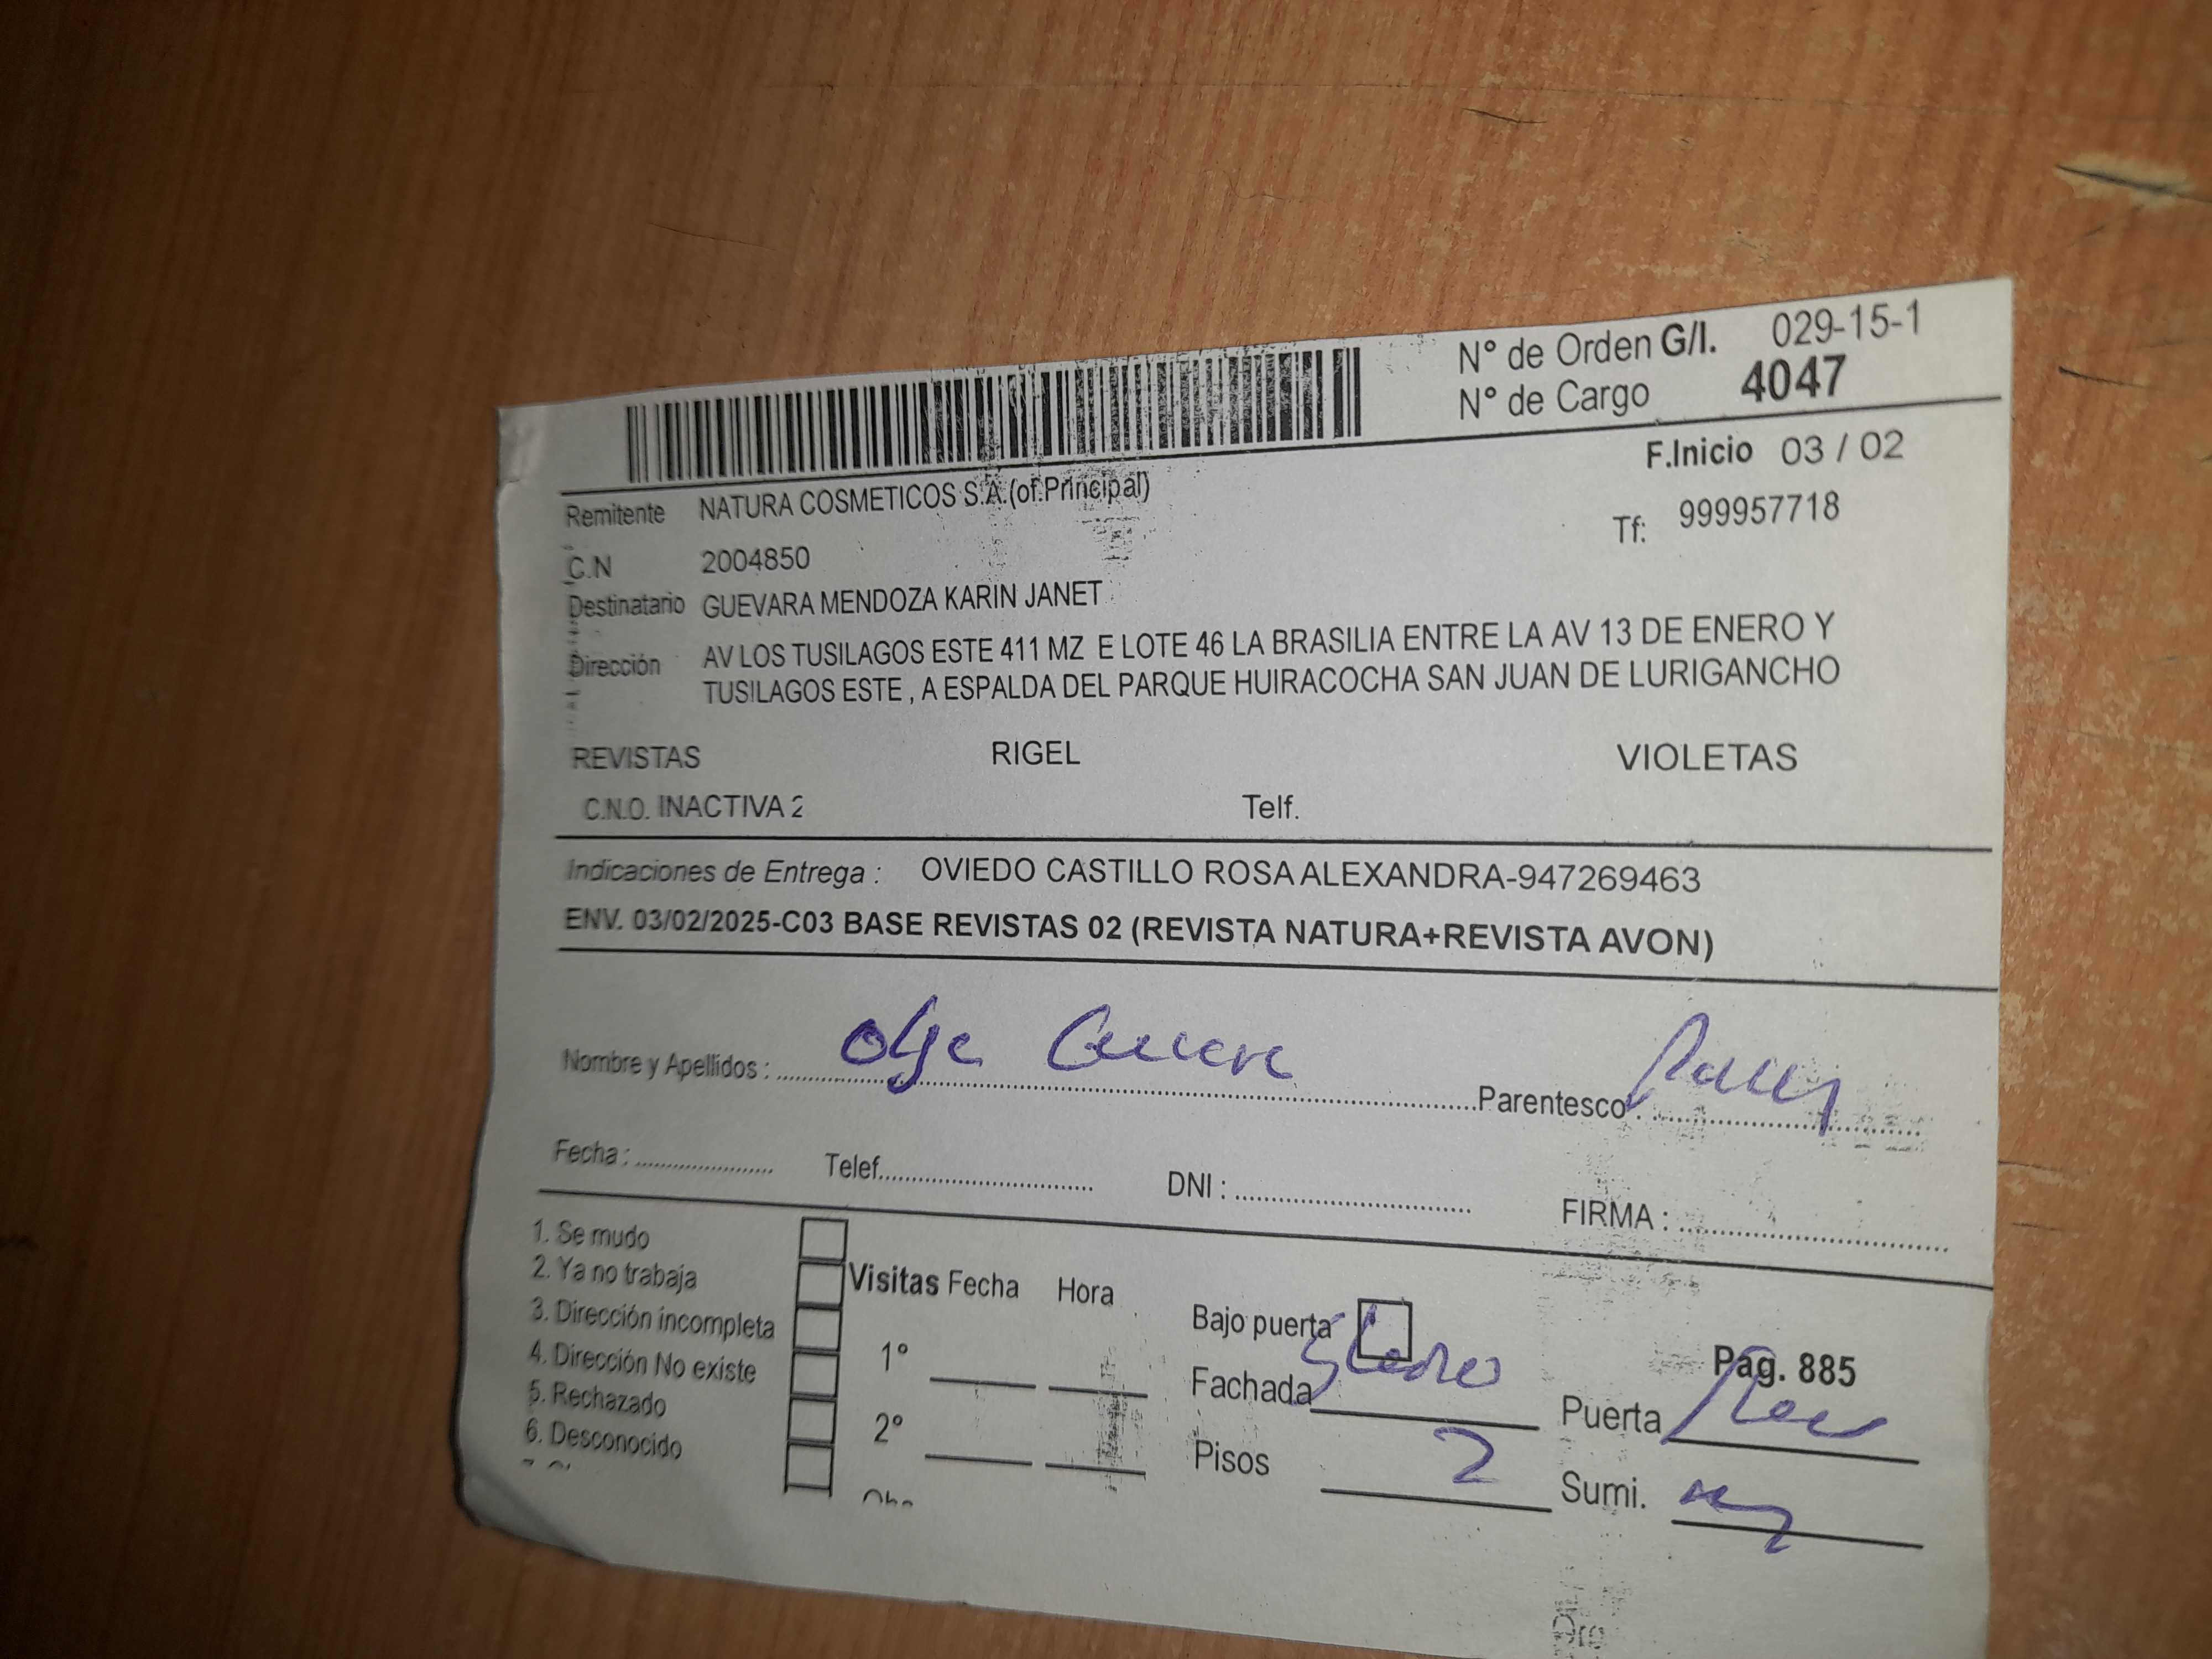 N° de Orden G/I. 029-15-1
N° de Cargo 4047
F.Inicio 03 / 02
Remitente NATURA COSMETICOS S.A.(of.Principal)
Tf: 999957718
C.N 2004850
Destinatario GUEVARA MENDOZA KARIN JANET
Dirección AV LOS TUSILAGOS ESTE 411 MZ E LOTE 46 LA BRASILIA ENTRE LA AV 13 DE ENERO Y
TUSILAGOS ESTE , A ESPALDA DEL PARQUE HUIRACOCHA SAN JUAN DE LURIGANCHO
REVISTAS RIGEL VIOLETAS
C.N.O. INACTIVA 2 Telf.
Indicaciones de Entrega : OVIEDO CASTILLO ROSA ALEXANDRA-947269463
ENV. 03/02/2025-C03 BASE REVISTAS 02 (REVISTA NATURA+REVISTA AVON)
Nombre y Apellidos : Parentesco :
Fecha : Telef. DNI : FIRMA :
1. Se mudo
2. Ya no trabaja
3. Dirección incompleta
4. Dirección No existe
5. Rechazado
6. Desconocido
Visitas Fecha Hora
1°
2°
Bajo puerta
Pag. 885
Fachada Puerta
Pisos 2 Sumi.